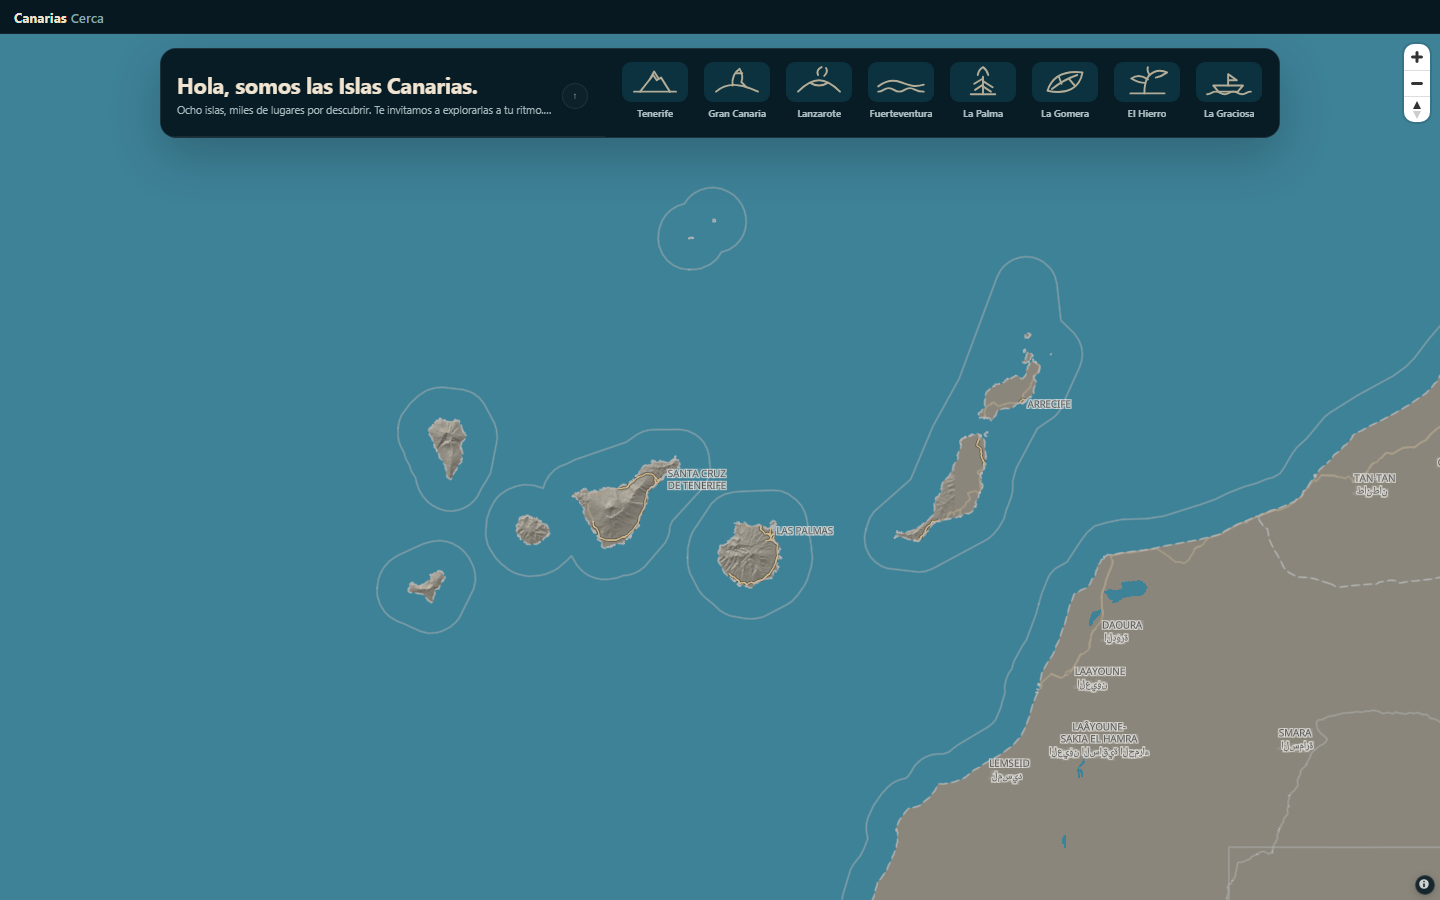 Canarias Cerca
Hola, somos las Islas Canarias.
Ocho islas, miles de lugares por descubrir. Te invitamos a explorarlas a tu ritmo....
Tenerife
Gran Canaria
Lanzarote
Fuerteventura
La Palma
La Gomera
El Hierro
La Graciosa
ARRECIFE
SANTA CRUZ
DE TENERIFE
LAS PALMAS
TAN-TAN
DAOURA
LAAYOUNE
LAÂYOUNE-
SAKIA EL HAMRA
SMARA
LEMSEID